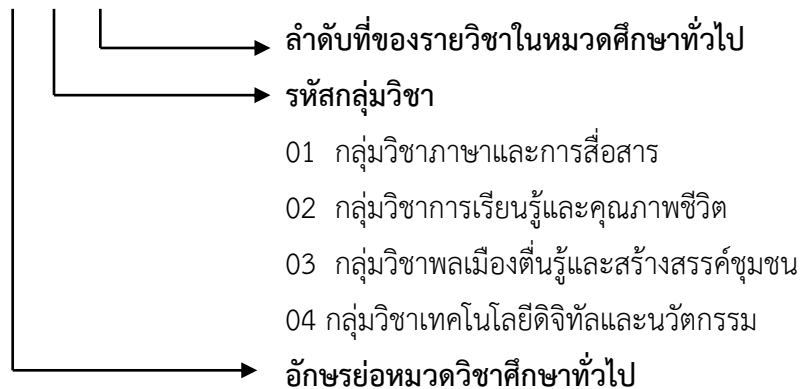 ลำดับที่ของรายวิชาในหมวดศึกษาทั่วไป
รหัสกลุ่มวิชา
01 กลุ่มวิชาภาษาและการสื่อสาร
02 กลุ่มวิชาการเรียนรู้และคุณภาพชีวิต
03 กลุ่มวิชาพลเมืองตื่นรู้และสร้างสรรค์ชุมชน
04 กลุ่มวิชาเทคโนโลยีดิจิทัลและนวัตกรรม
อักษรย่อหมวดวิชาศึกษาทั่วไป